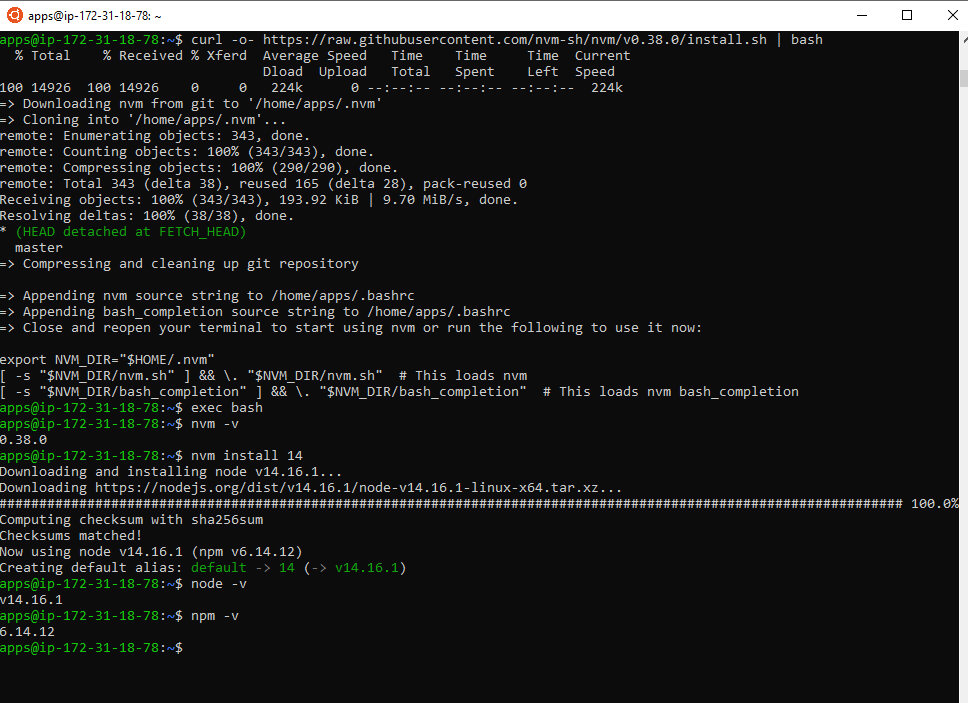 apps@ip-172-31-18-78: ~
apps@ip-172-31-18-78:~$ curl -o- https://raw.githubusercontent.com/nvm-sh/nvm/v0.38.0/install.sh | bash
  % Total    % Received % Xferd  Average Speed   Time    Time     Time  Current
                                 Dload  Upload   Total   Spent    Left  Speed
100 14926  100 14926    0     0   224k      0 --:--:-- --:--:-- --:--:--  224k
=> Downloading nvm from git to '/home/apps/.nvm'
=> Cloning into '/home/apps/.nvm'...
remote: Enumerating objects: 343, done.
remote: Counting objects: 100% (343/343), done.
remote: Compressing objects: 100% (290/290), done.
remote: Total 343 (delta 38), reused 165 (delta 28), pack-reused 0
Receiving objects: 100% (343/343), 193.92 KiB | 9.70 MiB/s, done.
Resolving deltas: 100% (38/38), done.
* (HEAD detached at FETCH_HEAD)
  master
=> Compressing and cleaning up git repository
=> Appending nvm source string to /home/apps/.bashrc
=> Appending bash_completion source string to /home/apps/.bashrc
=> Close and reopen your terminal to start using nvm or run the following to use it now:
export NVM_DIR="$HOME/.nvm"
[ -s "$NVM_DIR/nvm.sh" ] && \. "$NVM_DIR/nvm.sh"  # This loads nvm
[ -s "$NVM_DIR/bash_completion" ] && \. "$NVM_DIR/bash_completion"  # This loads nvm bash_completion
apps@ip-172-31-18-78:~$ exec bash
apps@ip-172-31-18-78:~$ nvm -v
0.38.0
apps@ip-172-31-18-78:~$ nvm install 14
Downloading and installing node v14.16.1...
Downloading https://nodejs.org/dist/v14.16.1/node-v14.16.1-linux-x64.tar.xz...
################################################################################################################# 100.0%
Computing checksum with sha256sum
Checksums matched!
Now using node v14.16.1 (npm v6.14.12)
Creating default alias: default -> 14 (-> v14.16.1)
apps@ip-172-31-18-78:~$ node -v
v14.16.1
apps@ip-172-31-18-78:~$ npm -v
6.14.12
apps@ip-172-31-18-78:~$